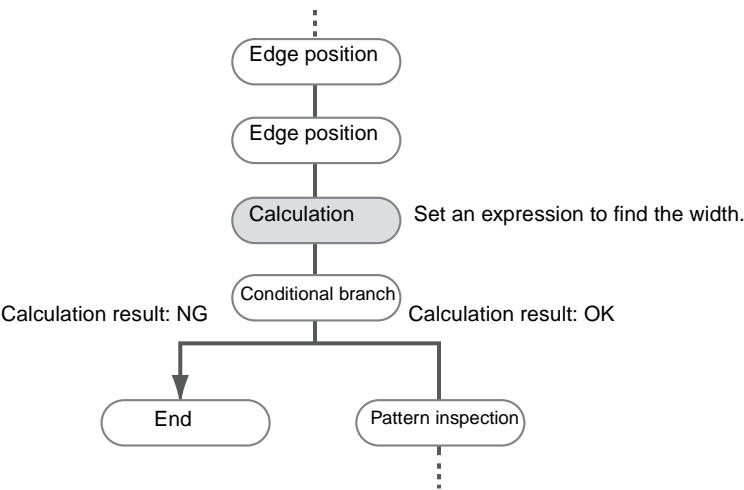 Edge position
Edge position
Calculation
Set an expression to find the width.
Conditional branch
Calculation result: NG
Calculation result: OK
End
Pattern inspection